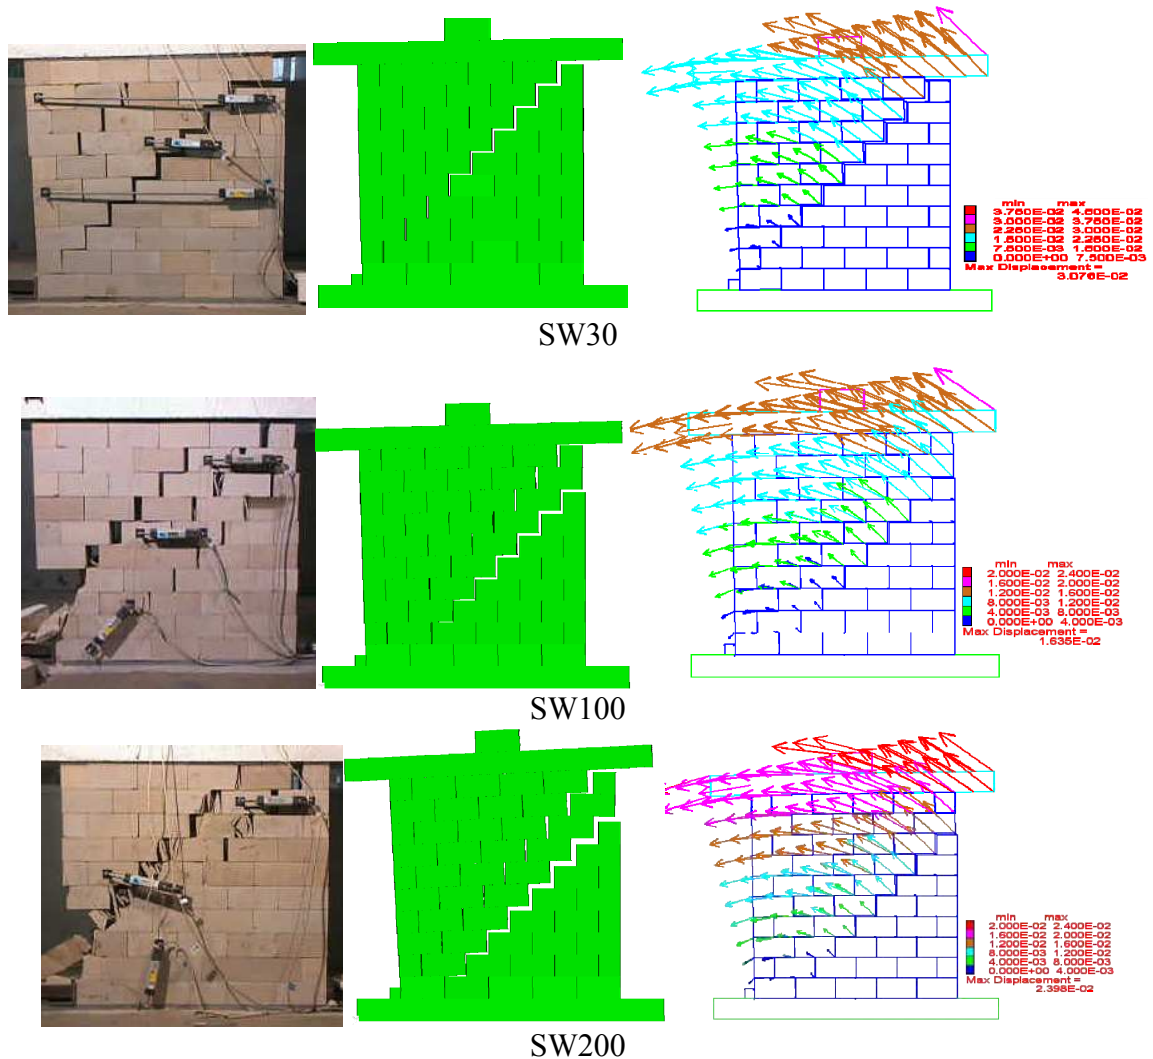 min max
3.750E-02 4.500E-02
3.000E-02 3.750E-02
2.250E-02 3.000E-02
1.500E-02 2.250E-02
7.500E-03 1.500E-02
0.000E+00 7.500E-03
Max Displacement =
3.076E-02
SW30
min max
2.000E-02 2.400E-02
1.600E-02 2.000E-02
1.200E-02 1.600E-02
8.000E-03 1.200E-02
4.000E-03 8.000E-03
0.000E+00 4.000E-03
Max Displacement =
1.635E-02
SW100
min max
2.000E-02 2.400E-02
1.600E-02 2.000E-02
1.200E-02 1.600E-02
8.000E-03 1.200E-02
4.000E-03 8.000E-03
0.000E+00 4.000E-03
Max Displacement =
2.398E-02
SW200